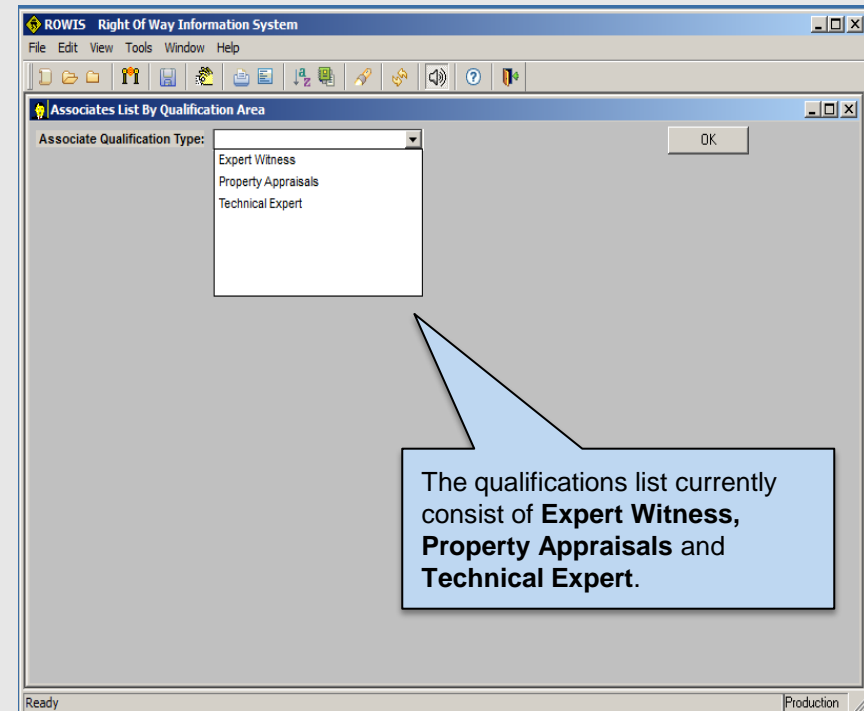 ROWIS Right Of Way Information System
File Edit View Tools Window Help
Associates List By Qualification Area
Associate Qualification Type:
OK
Expert Witness
Property Appraisals
Technical Expert
The qualifications list currently
consist of Expert Witness,
Property Appraisals and
Technical Expert.
Ready
Production